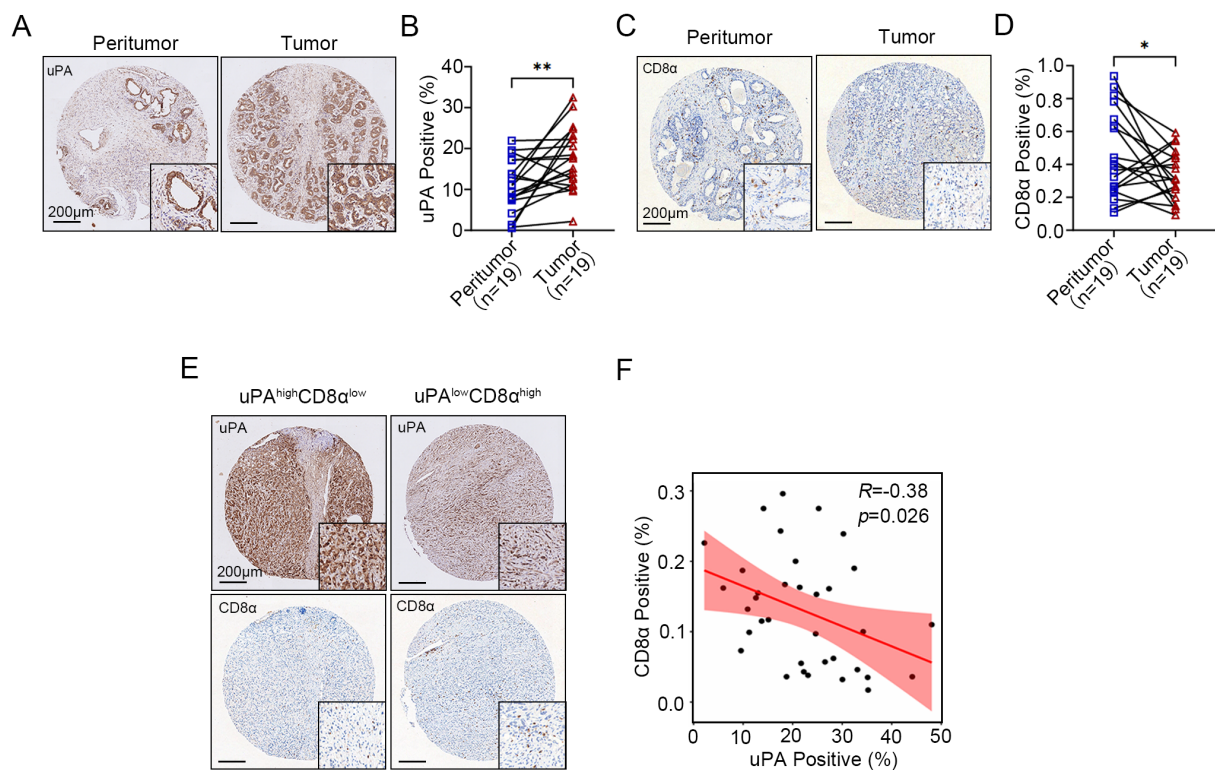 A
Peritumor
Tumor
uPA
200μm
B
**
uPA Positive (%)
40
30
20
10
0
Peritumor
(n=19)
Tumor
(n=19)
C
Peritumor
Tumor
CD8α
200μm
D
*
CD8α Positive (%)
1.0
0.8
0.6
0.4
0.2
0.0
Peritumor
(n=19)
Tumor
(n=19)
E
uPAhighCD8αlow
uPAlowCD8αhigh
uPA
uPA
200μm
CD8α
CD8α
F
R=-0.38
p=0.026
CD8α Positive (%)
0.3
0.2
0.1
0.0
0 10 20 30 40 50
uPA Positive (%)